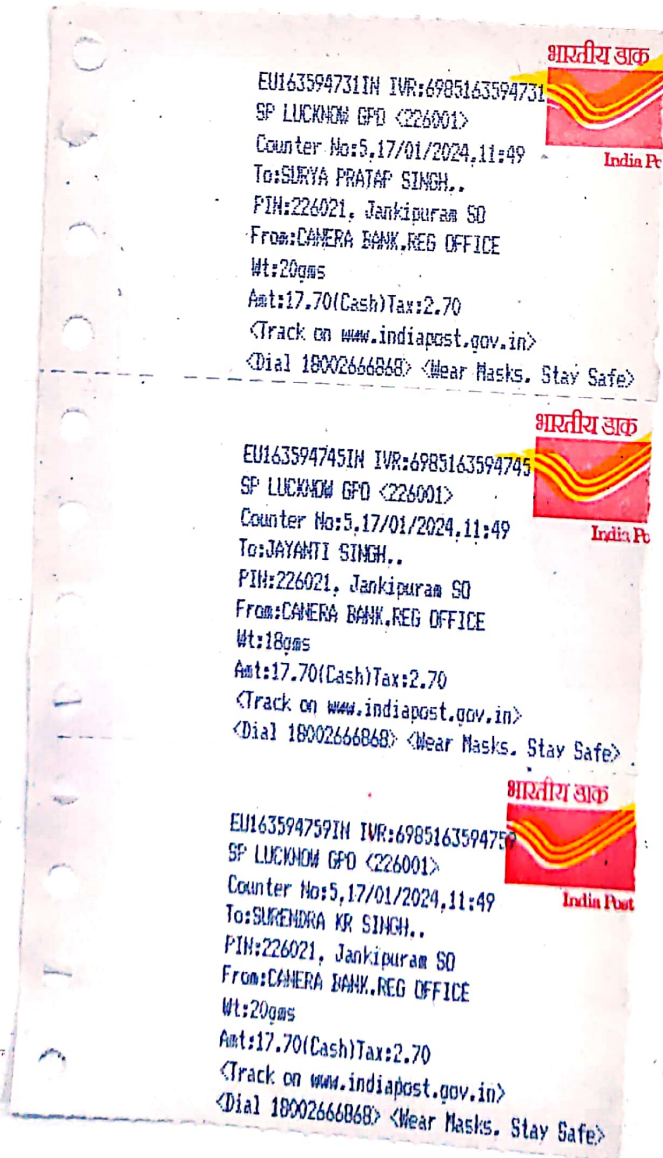 भारतीय डाक
EU163594731IN IVR:6985163594731
SP LUCKNOW GPO <226001>
Counter No:5,17/01/2024,11:49
India Po
To:SURYA PRATAP SINGH,.
PIN:226021, Jankipuram SO
From:CANERA BANK.REG OFFICE
Wt:20gms
Amt:17.70(Cash)Tax:2.70
<Track on www.indiapost.gov.in>
<Dial 18002666868> <Wear Masks. Stay Safe>
भारतीय डाक
EU163594745IN IVR:6985163594745
SP LUCKNOW GPO <226001>
Counter No:5,17/01/2024,11:49
India Po
To:JAYANTI SINGH,.
PIN:226021, Jankipuram SO
From:CANERA BANK.REG OFFICE
Wt:18gms
Amt:17.70(Cash)Tax:2.70
<Track on www.indiapost.gov.in>
<Dial 18002666868> <Wear Masks. Stay Safe>
भारतीय डाक
EU163594759IN IVR:6985163594759
SP LUCKNOW GPO <226001>
Counter No:5,17/01/2024,11:49
India Post
To:SURENDRA KR SINGH,.
PIN:226021, Jankipuram SO
From:CANERA BANK.REG OFFICE
Wt:20gms
Amt:17.70(Cash)Tax:2.70
<Track on www.indiapost.gov.in>
<Dial 18002666868> <Wear Masks. Stay Safe>